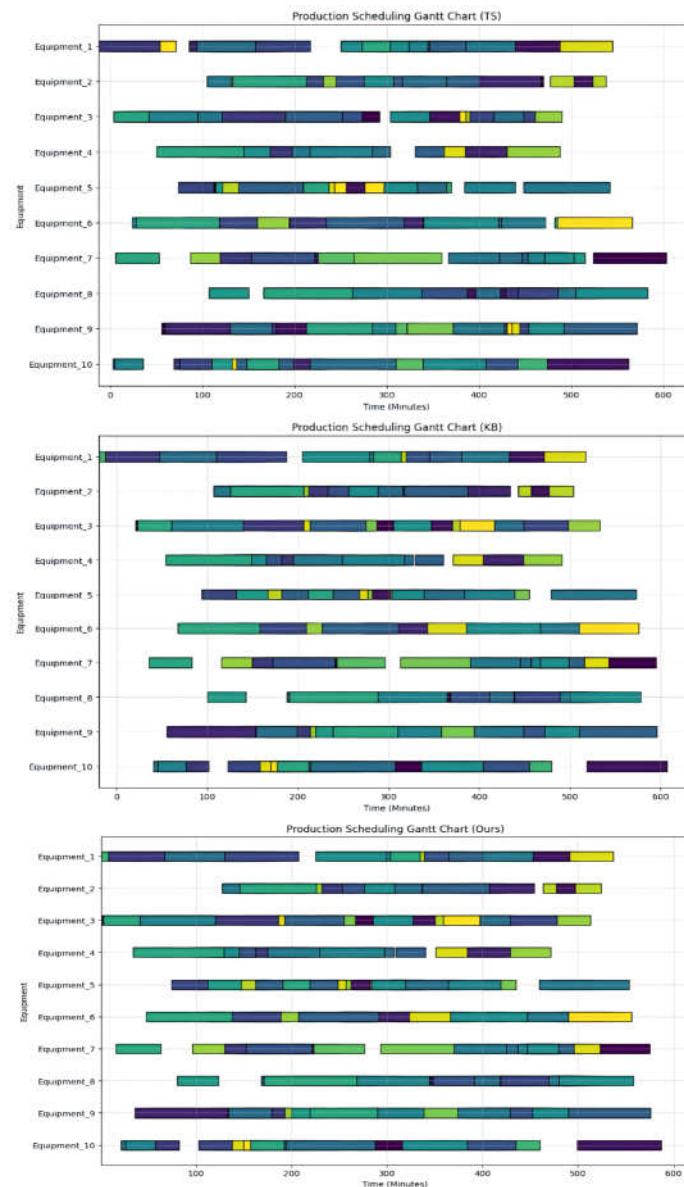 Production Scheduling Gantt Chart (TS)
Equipment
Equipment_1
Equipment_2
Equipment_3
Equipment_4
Equipment_5
Equipment_6
Equipment_7
Equipment_8
Equipment_9
Equipment_10
0 100 200 300 400 500 600
Time (Minutes)
Production Scheduling Gantt Chart (KB)
Equipment
Equipment_1
Equipment_2
Equipment_3
Equipment_4
Equipment_5
Equipment_6
Equipment_7
Equipment_8
Equipment_9
Equipment_10
0 100 200 300 400 500 600
Time (Minutes)
Production Scheduling Gantt Chart (Ours)
Equipment
Equipment_1
Equipment_2
Equipment_3
Equipment_4
Equipment_5
Equipment_6
Equipment_7
Equipment_8
Equipment_9
Equipment_10
100 200 300 400 500 600
Time (Minutes)